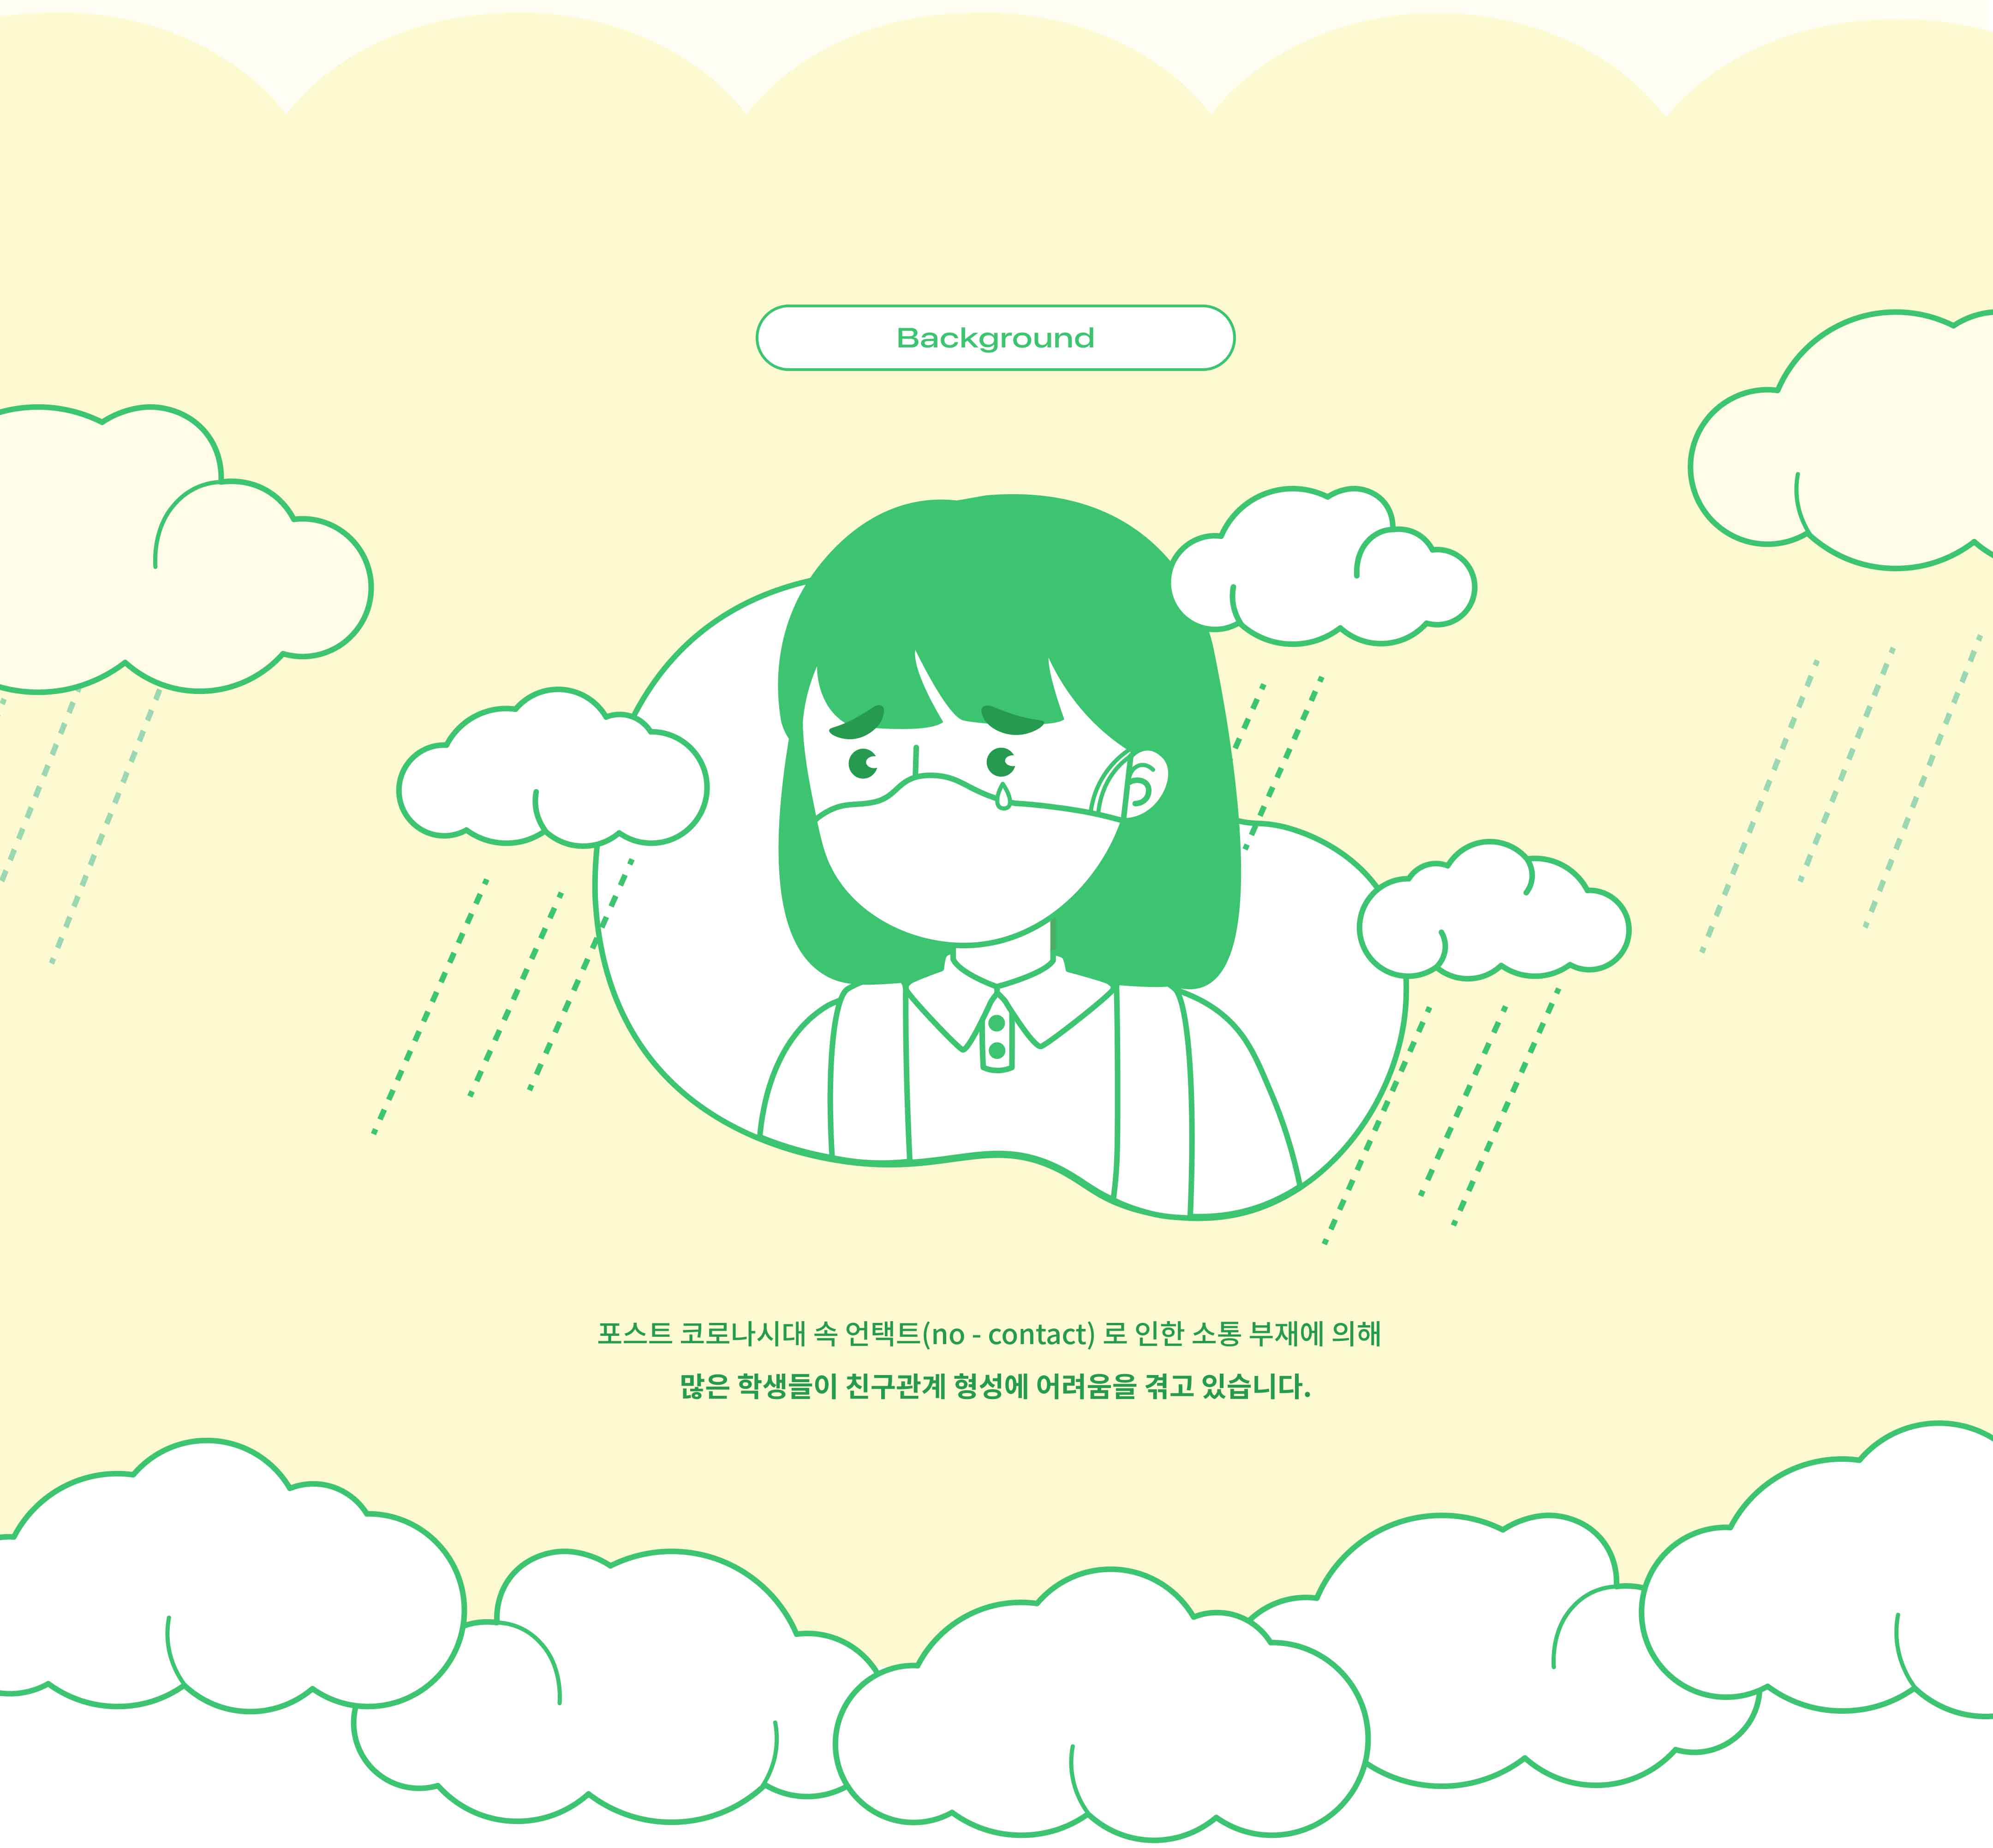 Background
포스트 코로나시대 속 언택트(no - contact) 로 인한 소통 부재에 의해
많은 학생들이 친구관계 형성에 어려움을 겪고 있습니다.